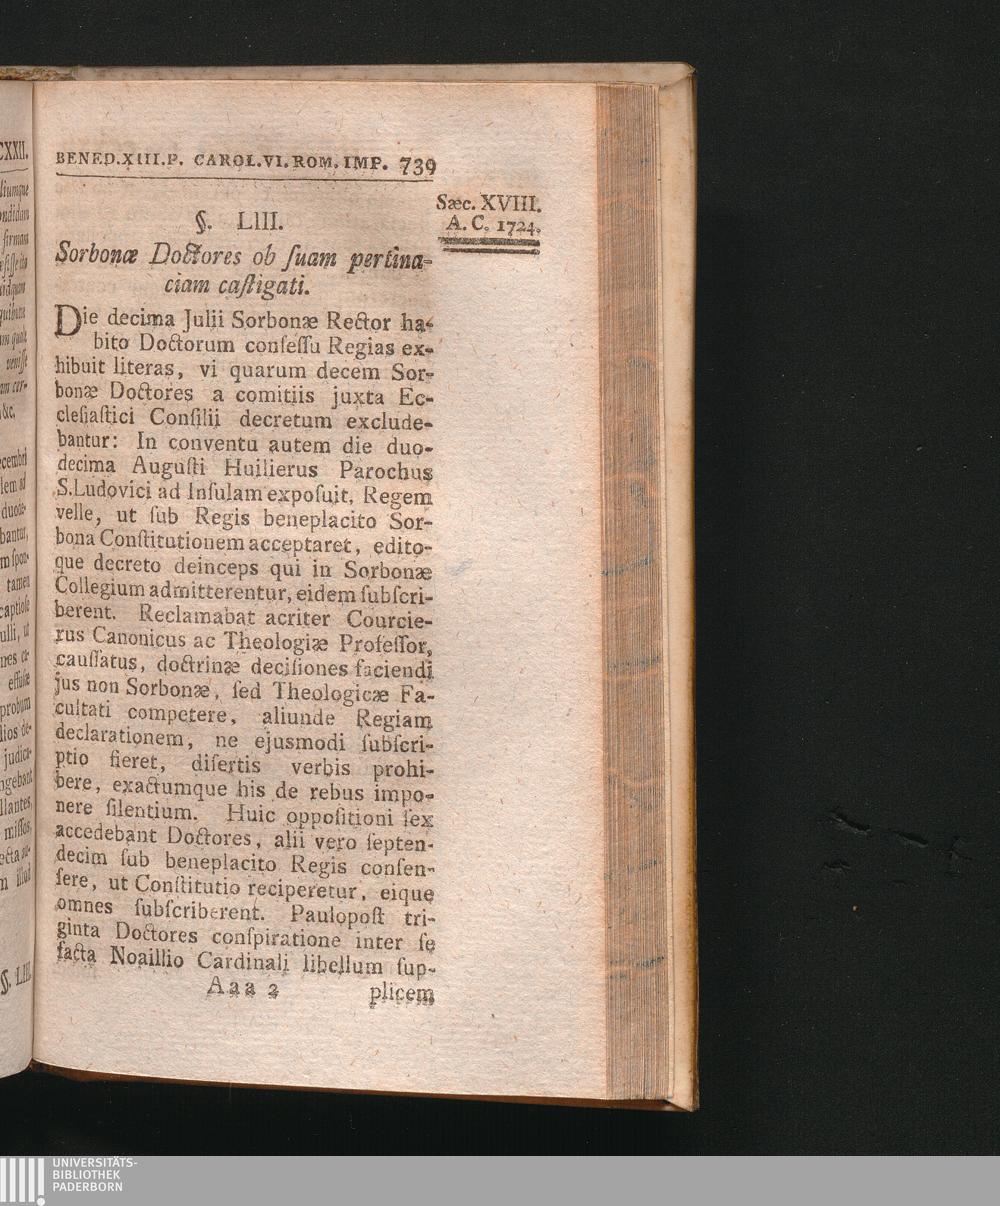 BENED.XIII.P. CAROL.VI.ROM.IMP. 739
Sæc. XVIII.
A. C. 1724.
§. LIII.
Sorbonæ Doctores ob ſuam pertina-
ciam caſtigati.
Die decima Julii Sorbonæ Rector ha-
bito Doctorum conſeſſu Regias ex-
hibuit literas, vi quarum decem Sor-
bonæ Doctores a comitiis juxta Ec-
cleſiaſtici Conſilii decretum exclude-
bantur: In conventu autem die duo-
decima Auguſti Huilierus Parochus
S.Ludovici ad Inſulam expoſuit, Regem
velle, ut ſub Regis beneplacito Sor-
bona Conſtitutionem acceptaret, edito-
que decreto deinceps qui in Sorbonæ
Collegium admitterentur, eidem ſubſcri-
berent. Reclamabat acriter Courcie-
rus Canonicus ac Theologiæ Profeſſor,
cauſſatus, doctrinæ deciſiones faciendi
jus non Sorbonæ, ſed Theologicæ Fa-
cultati competere, aliunde Regiam
declarationem, ne ejusmodi ſubſcri-
ptio fieret, diſertis verbis prohi-
bere, exactumque his de rebus impo-
nere ſilentium. Huic oppoſitioni ſex
accedebant Doctores, alii vero ſepten-
decim ſub beneplacito Regis conſen-
ſere, ut Conſtitutio reciperetur, eique
omnes ſubſcriberent. Paulopoſt tri-
ginta Doctores conſpiratione inter ſe
facta Noaillio Cardinali libellum ſup-
Aaa 2 plicem
CXXII.
&c.
§. LIII.
UNIVERSITÄTS-
BIBLIOTHEK
PADERBORN